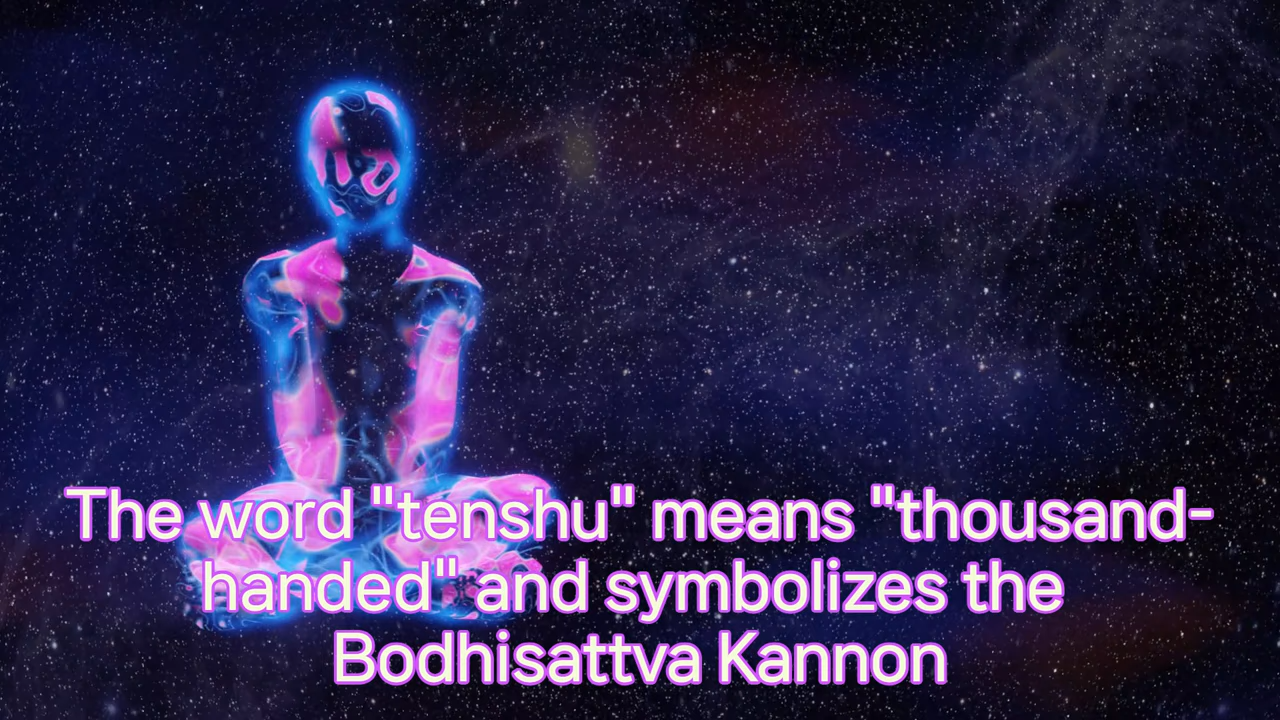 The word "tenshu" means "thousand-
handed" and symbolizes the
Bodhisattva Kannon